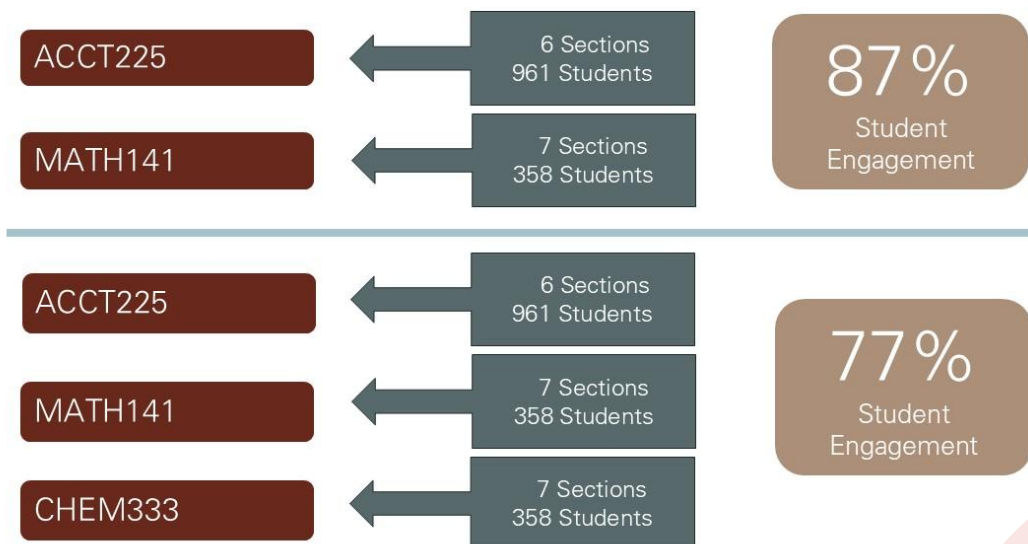 ACCT225
6 Sections
961 Students
87%
Student
Engagement
MATH141
7 Sections
358 Students
ACCT225
6 Sections
961 Students
77%
Student
Engagement
MATH141
7 Sections
358 Students
CHEM333
7 Sections
358 Students